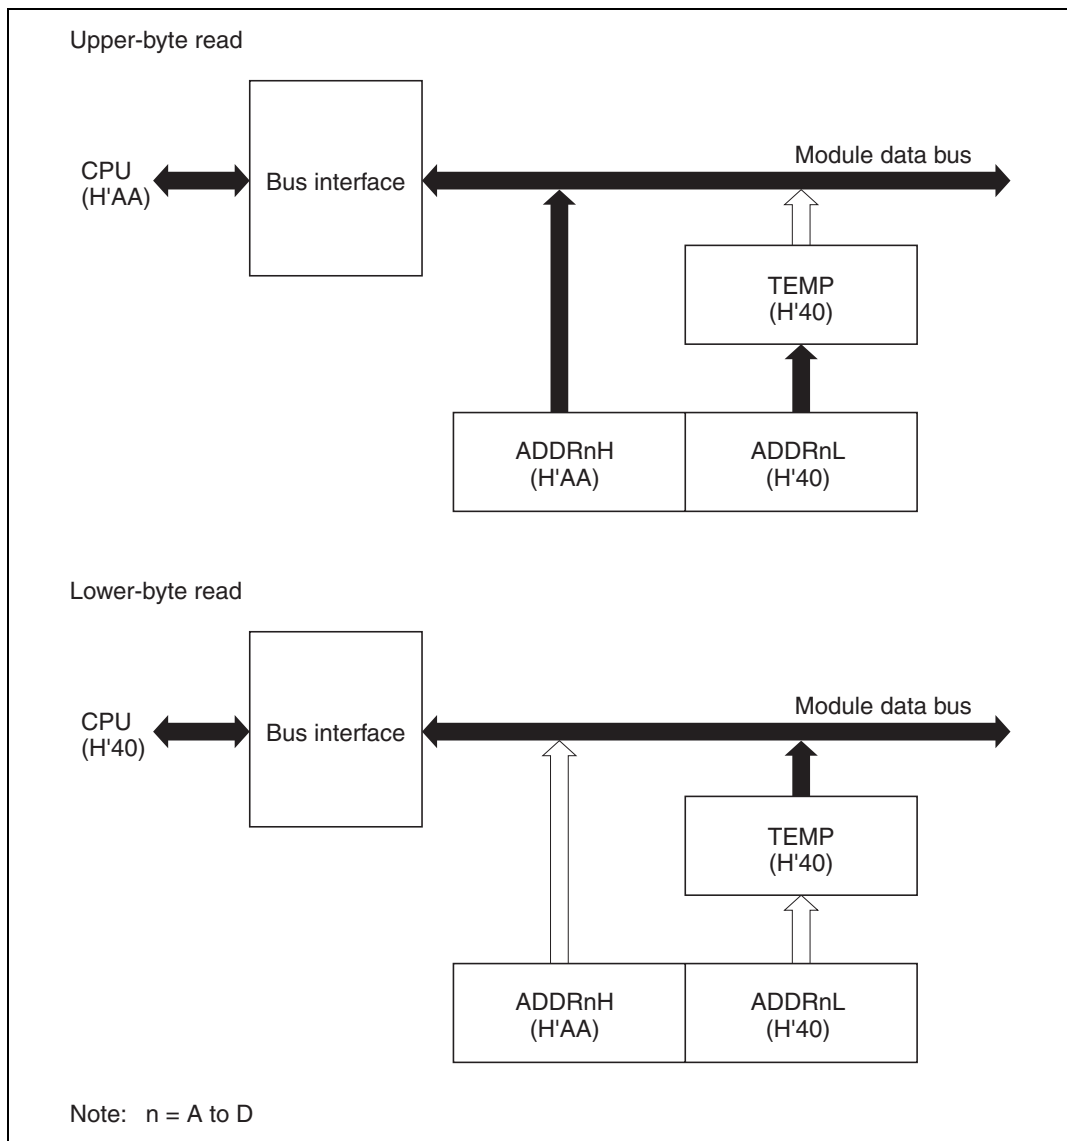 Upper-byte read
CPU
(H'AA)
Bus interface
Module data bus
TEMP
(H'40)
ADDRnH
(H'AA)
ADDRnL
(H'40)
Lower-byte read
CPU
(H'40)
Bus interface
Module data bus
TEMP
(H'40)
ADDRnH
(H'AA)
ADDRnL
(H'40)
Note: n = A to D